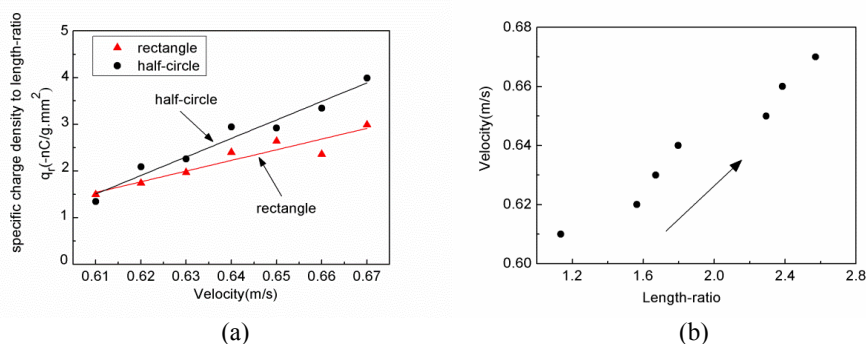 rectangle
half-circle
specific charge density to length-ratio
qᵣ(-nC/g.mm²)
5
4
3
2
1
0
half-circle
rectangle
0.61 0.62 0.63 0.64 0.65 0.66 0.67
Velocity(m/s)
(a)
Velocity(m/s)
0.68
0.66
0.64
0.62
0.60
1.2 1.6 2.0 2.4 2.8
Length-ratio
(b)